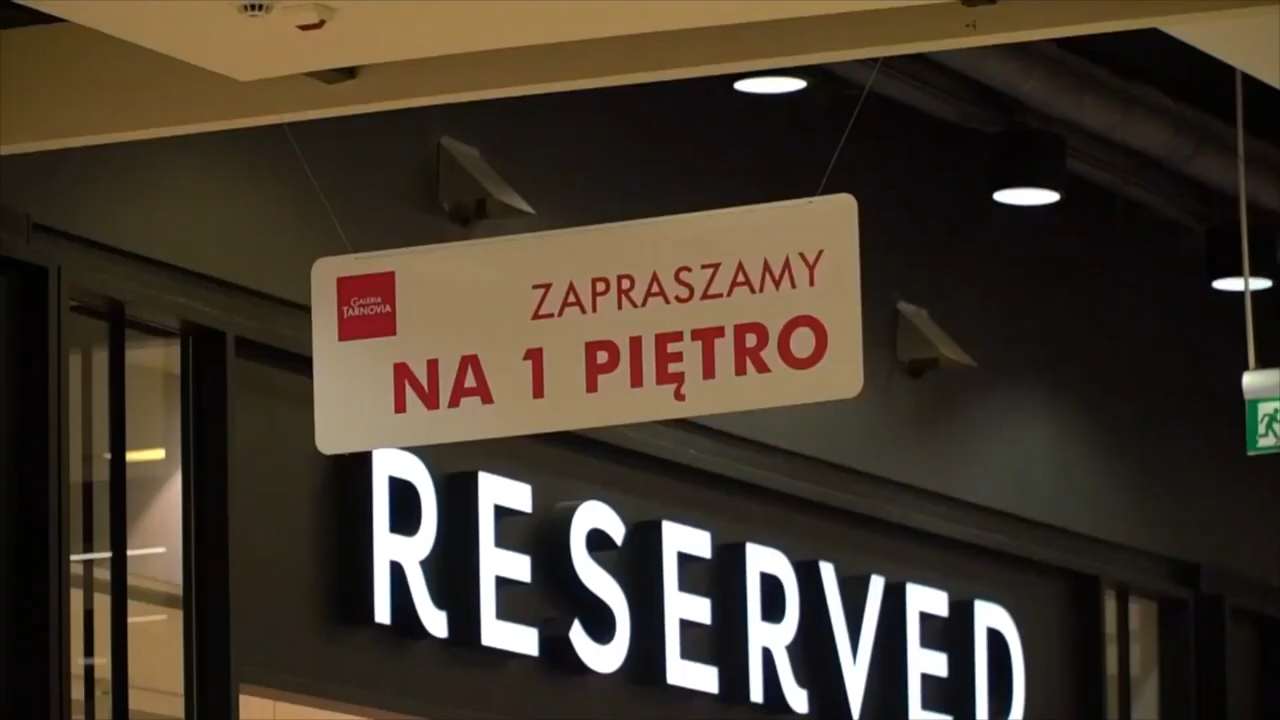 GALERIA
TARNOVIA
ZAPRASZAMY
NA 1 PIĘTRO
RESERVED